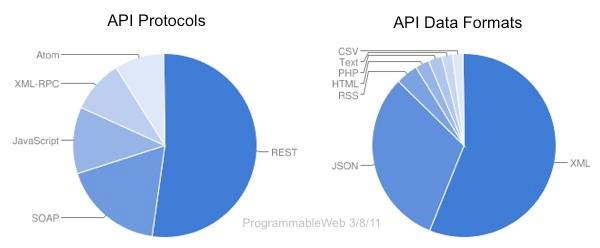 API Protocols
Atom
XML-RPC
JavaScript
SOAP
REST
API Data Formats
CSV
Text
PHP
HTML
RSS
JSON
XML
ProgrammableWeb 3/8/11